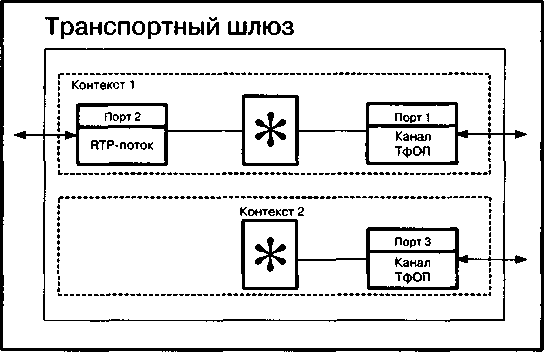 Транспортный шлюз
Контекст 1
Порт 2
RTP-поток
Порт 1
Канал
ТфОП
Контекст 2
Порт 3
Канал
ТфОП